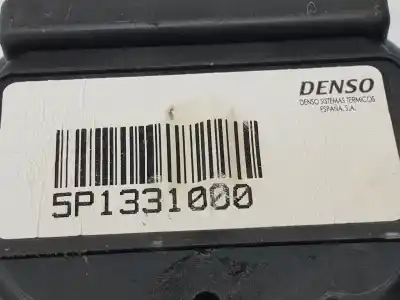 DENSO
DENSO SISTEMAS TERMICOS
ESPAÑA, S.A.
5P1331000